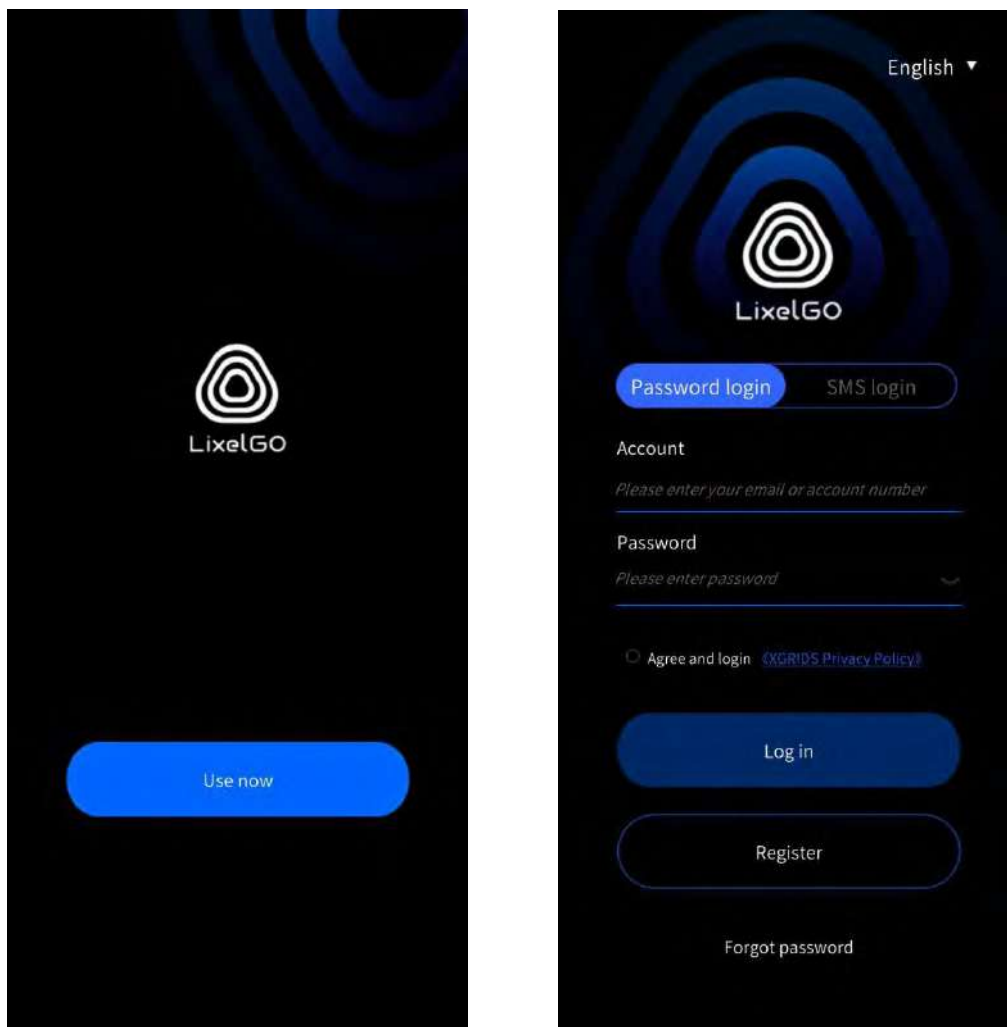 LixelGO
Use now
English
LixelGO
Password login SMS login
Account
Please enter your email or account number
Password
Please enter password
Agree and login 《XGRIDS Privacy Policy》
Log in
Register
Forgot password